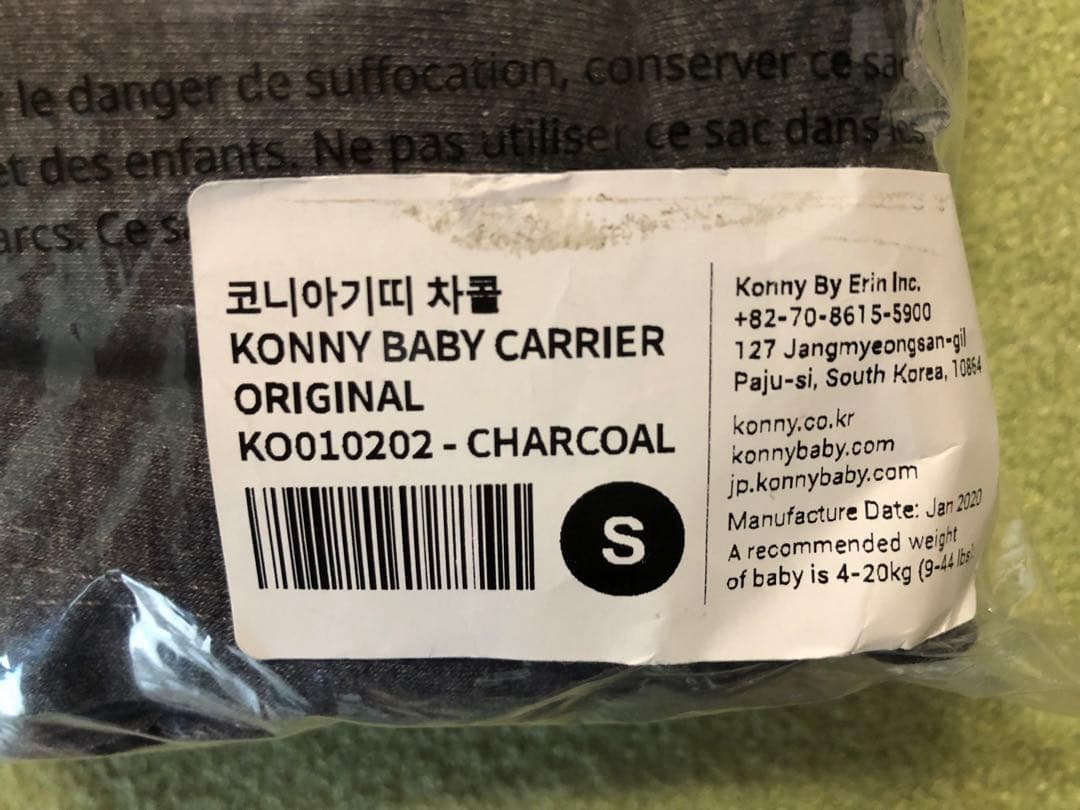 le danger de suffocation, conserver ce sac
et des enfants. Ne pas utiliser ce sac dans les
arcs. Ce
코니아기띠 차콜
KONNY BABY CARRIER
ORIGINAL
KO010202 - CHARCOAL
S
Konny By Erin Inc.
+82-70-8615-5900
127 Jangmyeongsan-gil
Paju-si, South Korea, 10864
konny.co.kr
konnybaby.com
jp.konnybaby.com
Manufacture Date: Jan 2020
A recommended weight
of baby is 4-20kg (9-44 lbs)